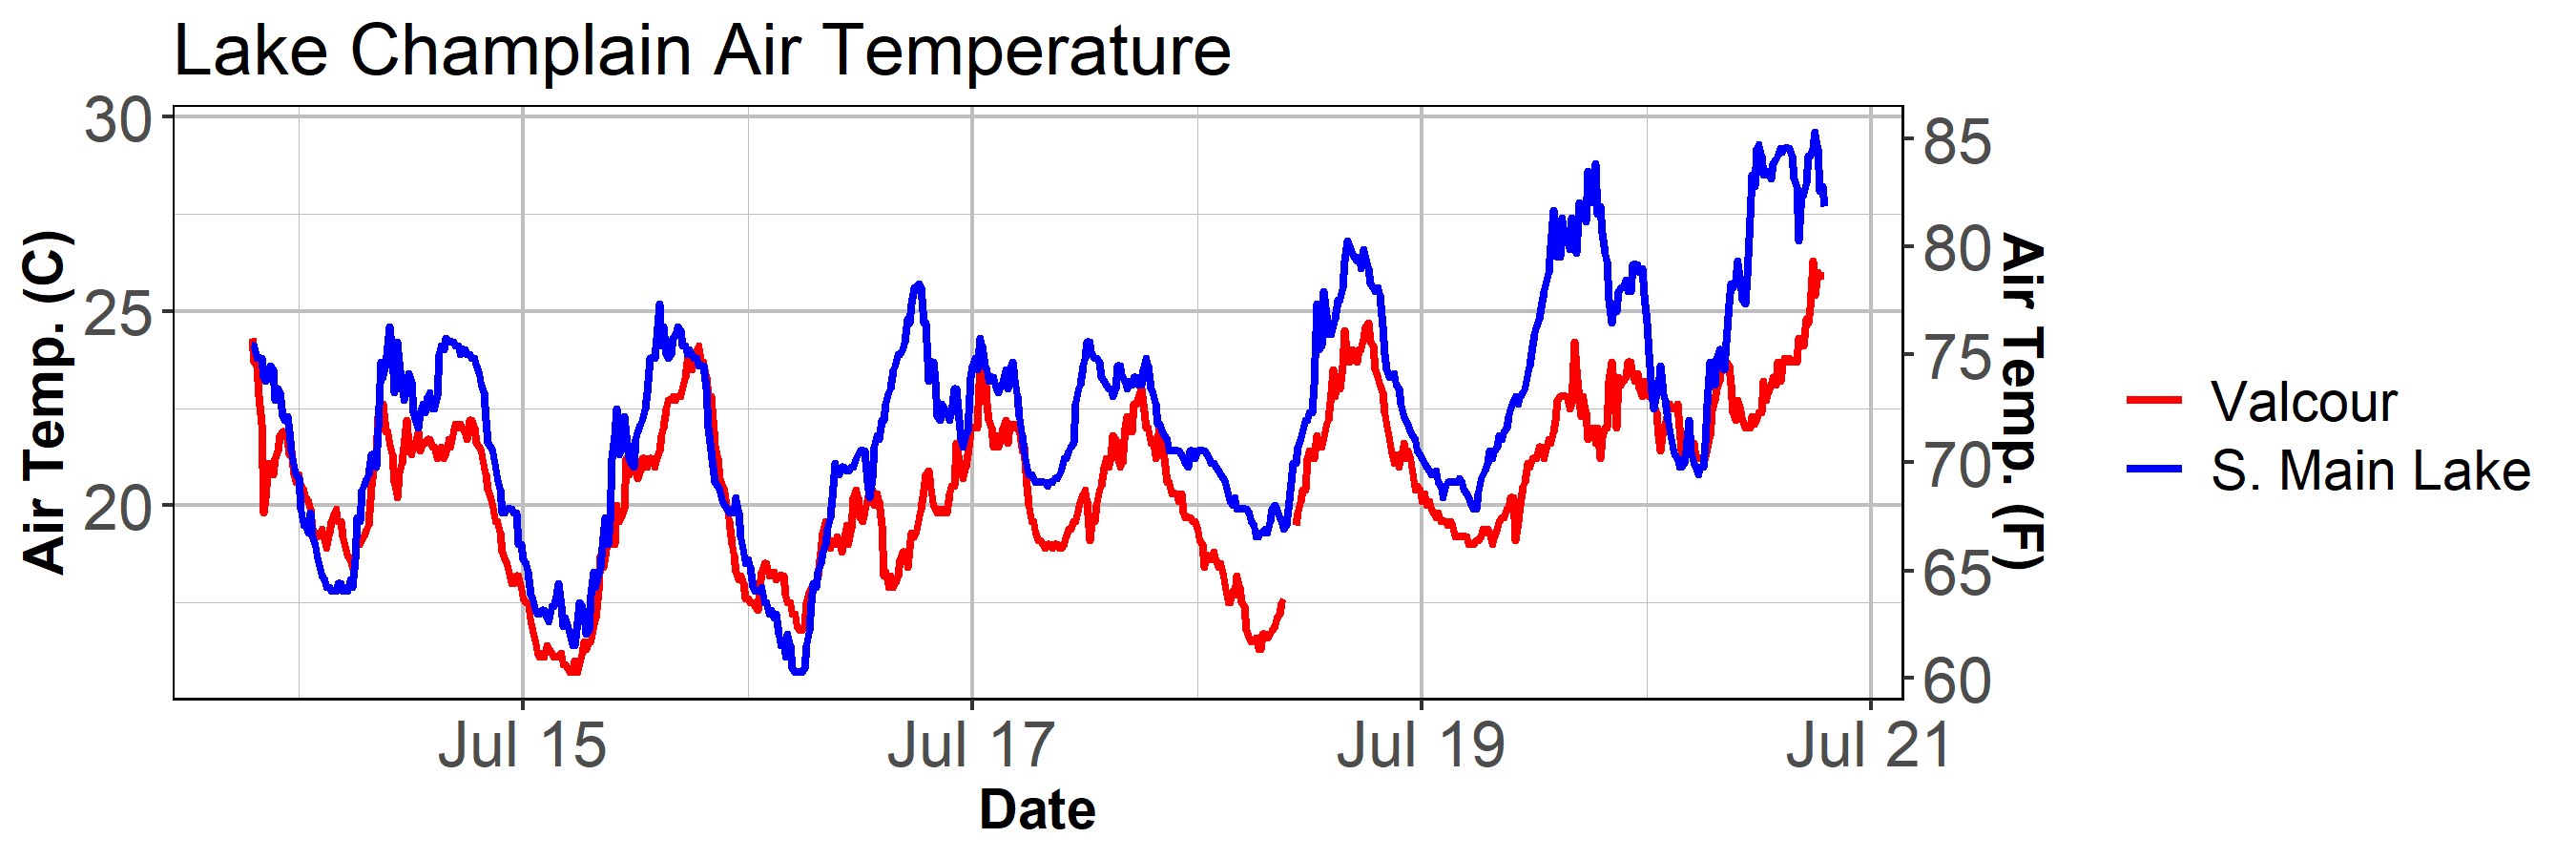 Lake Champlain Air Temperature
Air Temp. (C)
30
25
20
85
80
75
70
65
60
Air Temp. (F)
Jul 15
Jul 17
Jul 19
Jul 21
Date
Valcour
S. Main Lake